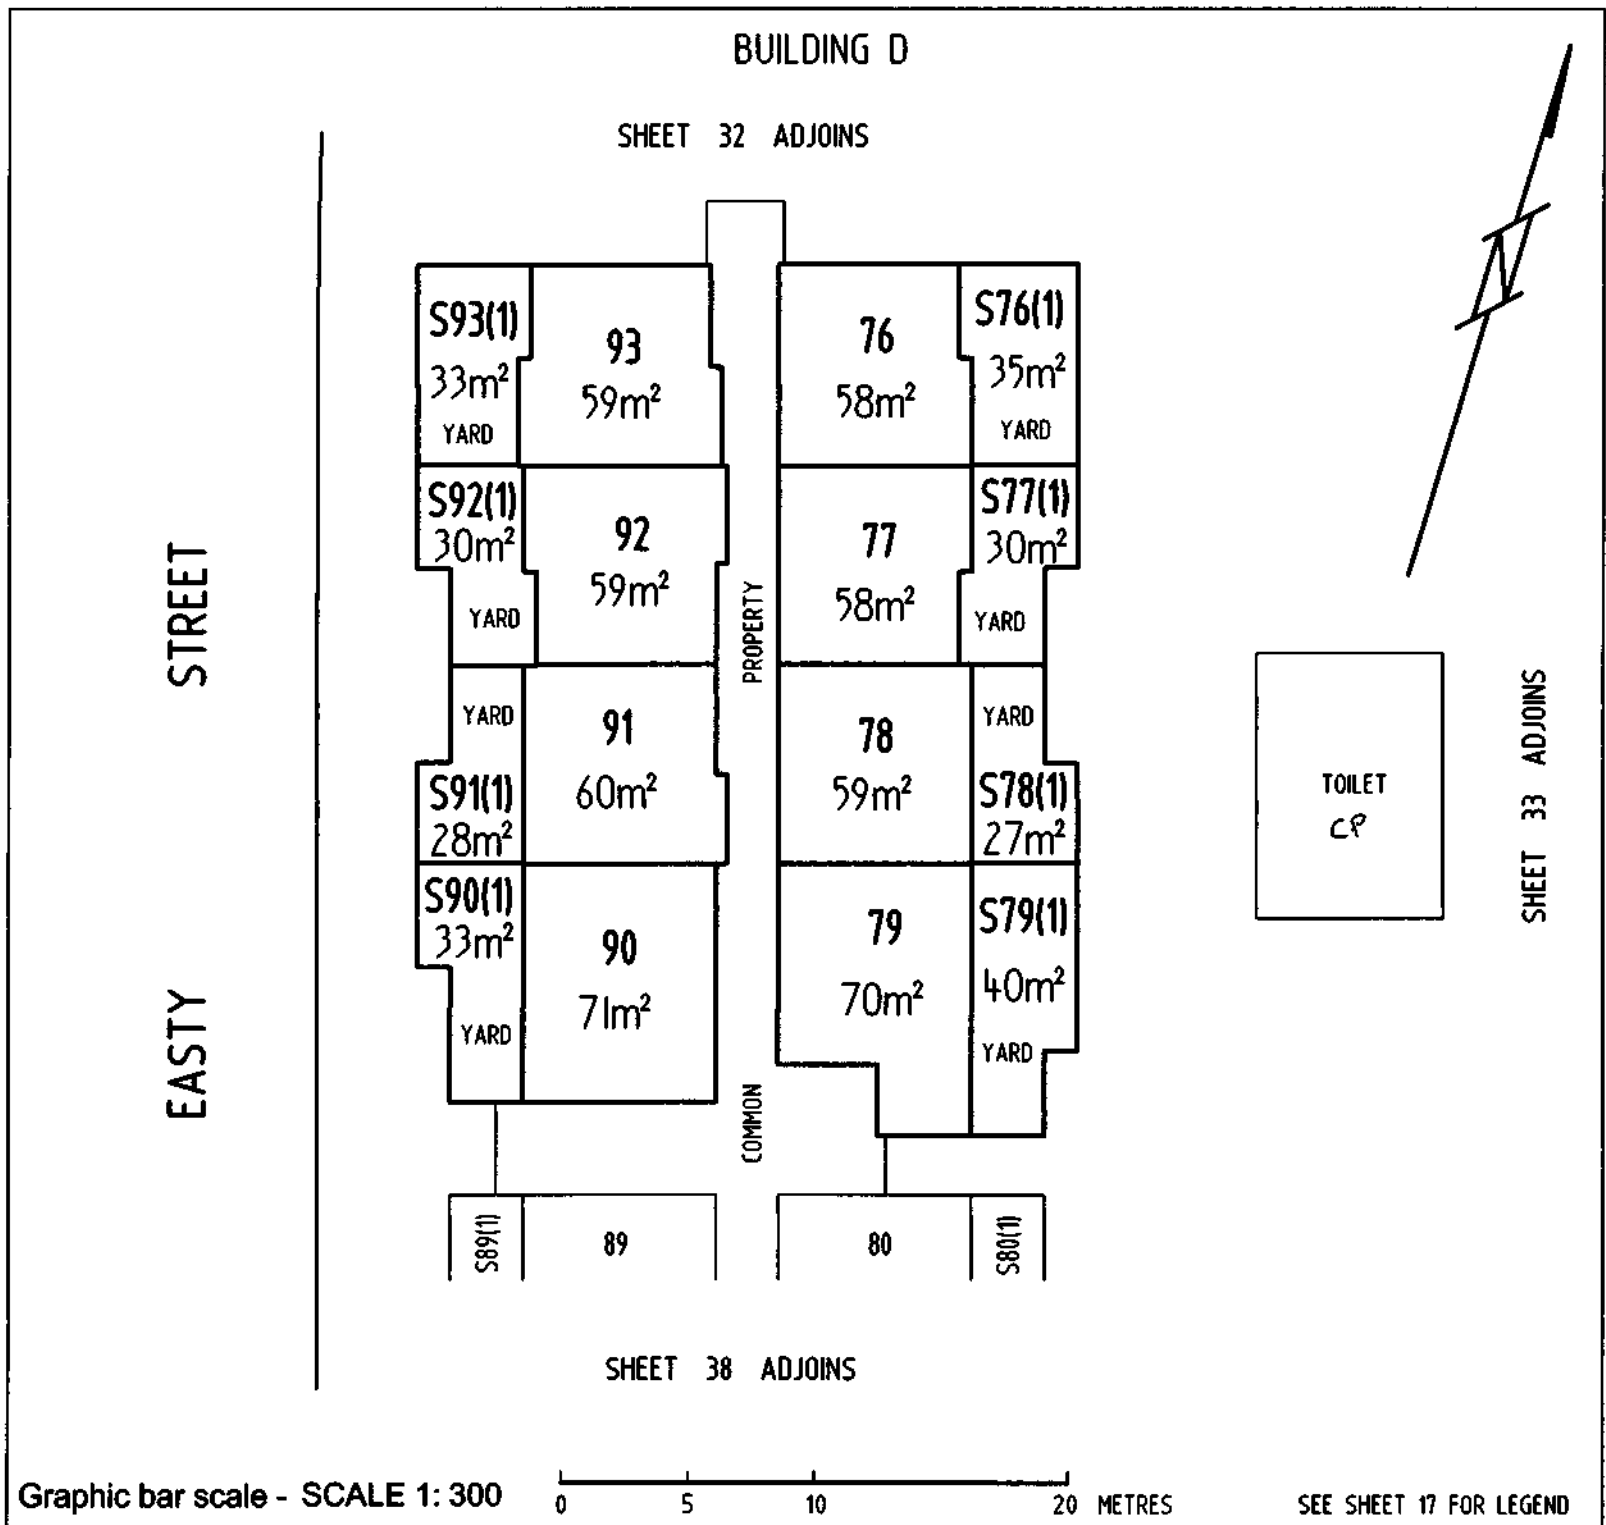 BUILDING D
SHEET 32 ADJOINS
N
S93(1)
33m²
YARD
93
59m²
76
58m²
S76(1)
35m²
YARD
S92(1)
30m²
YARD
92
59m²
77
58m²
S77(1)
30m²
YARD
YARD
S91(1)
28m²
91
60m²
78
59m²
YARD
S78(1)
27m²
S90(1)
33m²
YARD
90
71m²
79
70m²
S79(1)
40m²
YARD
COMMON PROPERTY
EASTY STREET
TOILET
CP
SHEET 33 ADJOINS
S89(1)
89
80
S80(1)
SHEET 38 ADJOINS
Graphic bar scale - SCALE 1: 300
0 5 10 20 METRES
SEE SHEET 17 FOR LEGEND